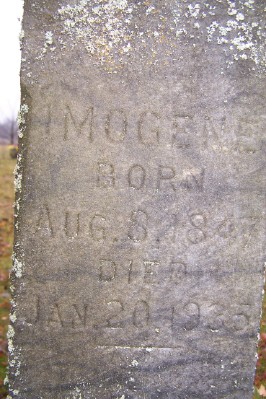 IMOGENE
BORN
AUG. 8, 1847
DIED
JAN. 20, 1935